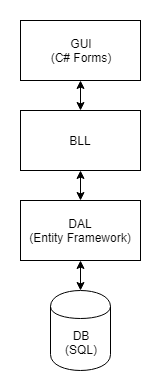 GUI
(C# Forms)
BLL
DAL
(Entity Framework)
DB
(SQL)